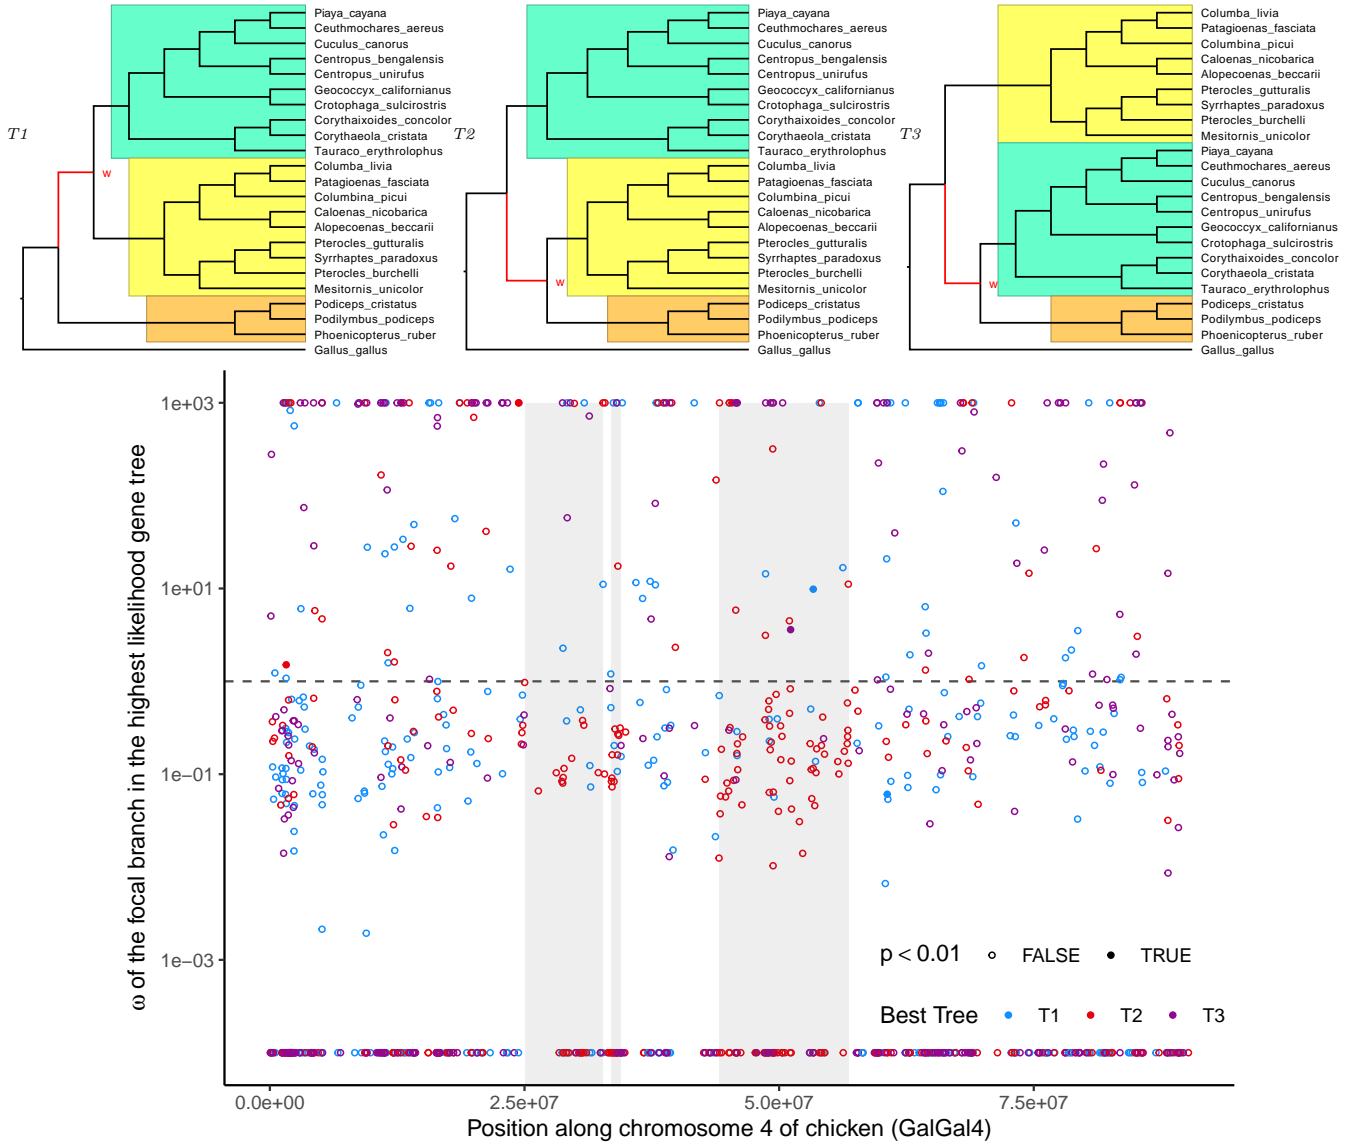 T1
Piaya_cayana
Ceuthmochares_aereus
Cuculus_canorus
Centropus_bengalensis
Centropus_unirufus
Geococcyx_californianus
Crotophaga_sulcirostris
Corythaixoides_concolor
Corythaeola_cristata
Tauraco_erythrolophus
Columba_livia
Patagioenas_fasciata
Columbina_picui
Caloenas_nicobarica
Alopecoenas_beccarii
Pterocles_gutturalis
Syrrhaptes_paradoxus
Pterocles_burchelli
Mesitornis_unicolor
Podiceps_cristatus
Podilymbus_podiceps
Phoenicopterus_ruber
Gallus_gallus
w
T2
Piaya_cayana
Ceuthmochares_aereus
Cuculus_canorus
Centropus_bengalensis
Centropus_unirufus
Geococcyx_californianus
Crotophaga_sulcirostris
Corythaixoides_concolor
Corythaeola_cristata
Tauraco_erythrolophus
Columba_livia
Patagioenas_fasciata
Columbina_picui
Caloenas_nicobarica
Alopecoenas_beccarii
Pterocles_gutturalis
Syrrhaptes_paradoxus
Pterocles_burchelli
Mesitornis_unicolor
Podiceps_cristatus
Podilymbus_podiceps
Phoenicopterus_ruber
Gallus_gallus
w
T3
Columba_livia
Patagioenas_fasciata
Columbina_picui
Caloenas_nicobarica
Alopecoenas_beccarii
Pterocles_gutturalis
Syrrhaptes_paradoxus
Pterocles_burchelli
Mesitornis_unicolor
Piaya_cayana
Ceuthmochares_aereus
Cuculus_canorus
Centropus_bengalensis
Centropus_unirufus
Geococcyx_californianus
Crotophaga_sulcirostris
Corythaixoides_concolor
Corythaeola_cristata
Tauraco_erythrolophus
Podiceps_cristatus
Podilymbus_podiceps
Phoenicopterus_ruber
Gallus_gallus
w
ω of the focal branch in the highest likelihood gene tree
1e+03
1e+01
1e−01
1e−03
p < 0.01 FALSE TRUE
Best Tree T1 T2 T3
0.0e+00 2.5e+07 5.0e+07 7.5e+07
Position along chromosome 4 of chicken (GalGal4)